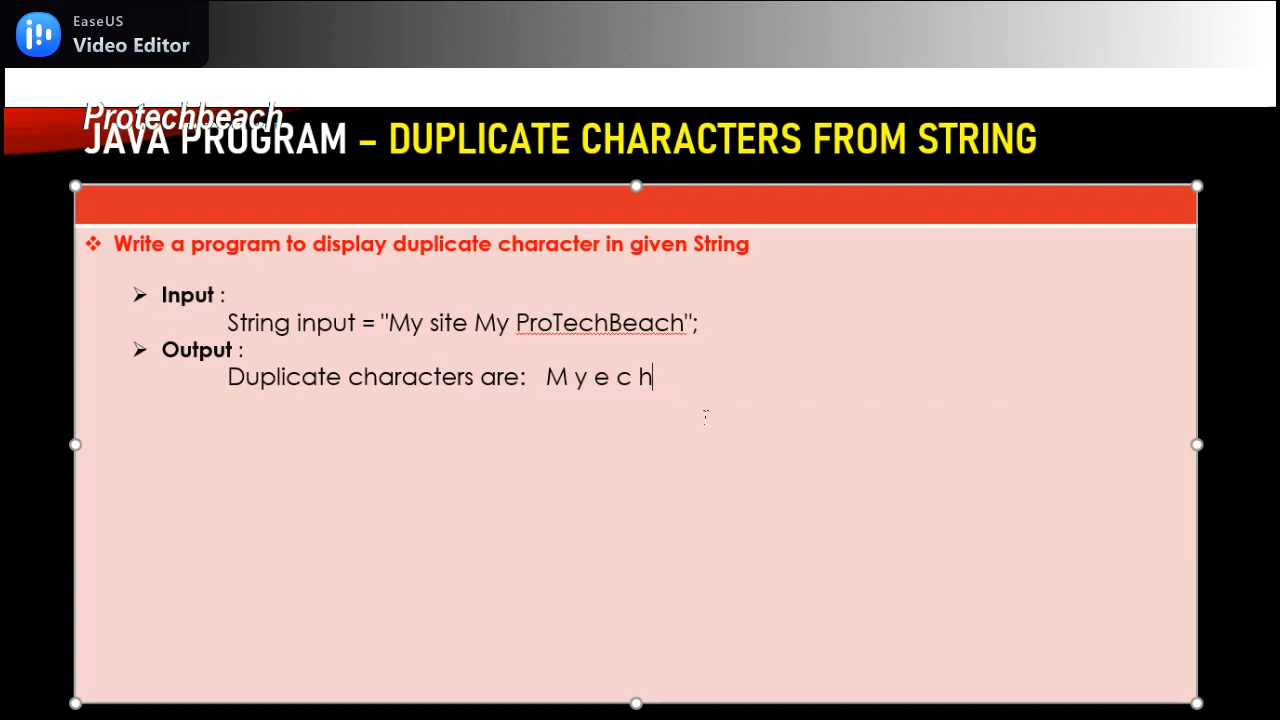 EaseUS
Video Editor
Protechbeach
JAVA PROGRAM – DUPLICATE CHARACTERS FROM STRING
❖ Write a program to display duplicate character in given String
➢ Input :
String input = "My site My ProTechBeach";
➢ Output :
Duplicate characters are: M y e c h